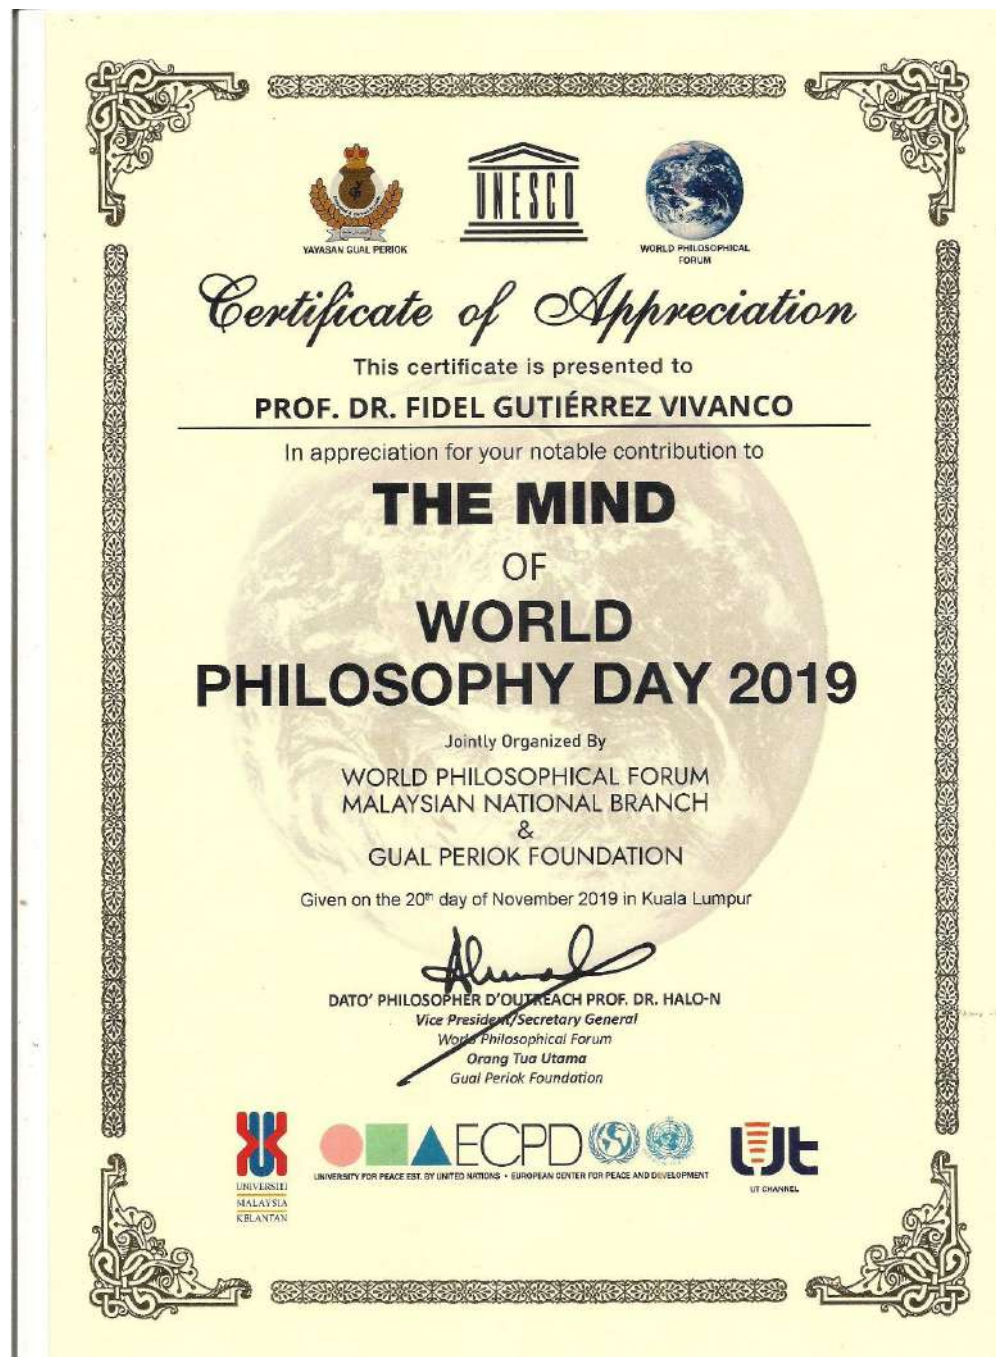 UNESCO
YAYASAN GUAL PERIOK
WORLD PHILOSOPHICAL
FORUM
Certificate of Appreciation
This certificate is presented to
PROF. DR. FIDEL GUTIÉRREZ VIVANCO
In appreciation for your notable contribution to
THE MIND
OF
WORLD
PHILOSOPHY DAY 2019
Jointly Organized By
WORLD PHILOSOPHICAL FORUM
MALAYSIAN NATIONAL BRANCH
&
GUAL PERIOK FOUNDATION
Given on the 20th day of November 2019 in Kuala Lumpur
DATO' PHILOSOPHER D'OUTREACH PROF. DR. HALO-N
Vice President/Secretary General
World Philosophical Forum
Orang Tua Utama
Gual Periok Foundation
UNIVERSITI
MALAYSIA
KELANTAN
ECPD
UNIVERSITY FOR PEACE EST. BY UNITED NATIONS • EUROPEAN CENTER FOR PEACE AND DEVELOPMENT
Ut
UT CHANNEL